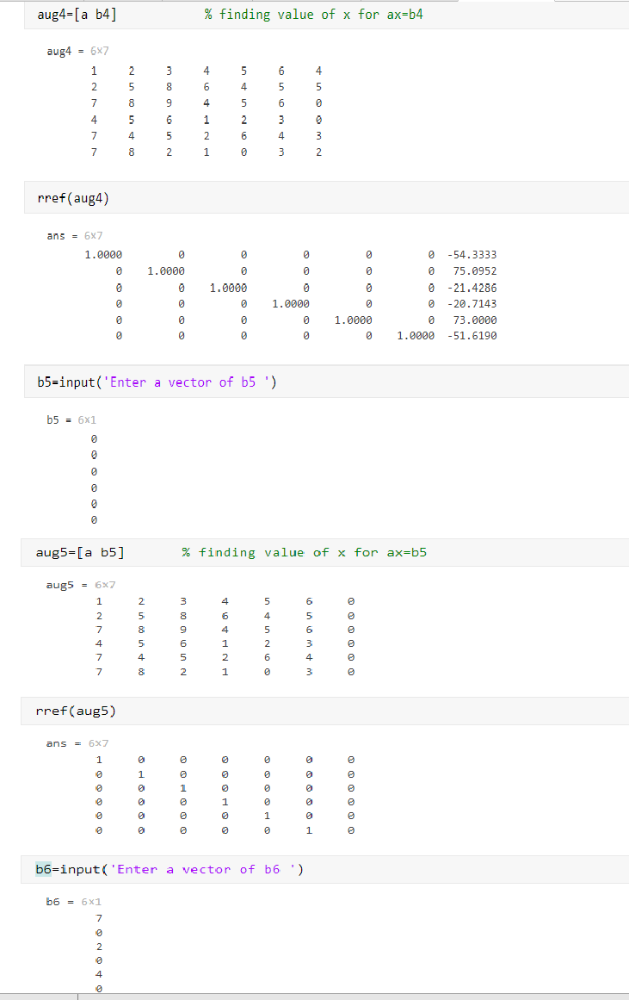 aug4=[a b4] % finding value of x for ax=b4
aug4 = 6×7
1 2 3 4 5 6 4
2 5 8 6 4 5 5
7 8 9 4 5 6 0
4 5 6 1 2 3 0
7 4 5 2 6 4 3
7 8 2 1 0 3 2
rref(aug4)
ans = 6×7
1.0000 0 0 0 0 0 -54.3333
0 1.0000 0 0 0 0 75.0952
0 0 1.0000 0 0 0 -21.4286
0 0 0 1.0000 0 0 -20.7143
0 0 0 0 1.0000 0 73.0000
0 0 0 0 0 1.0000 -51.6190
b5=input('Enter a vector of b5 ')
b5 = 6×1
0
0
0
0
0
0
aug5=[a b5] % finding value of x for ax=b5
aug5 = 6×7
1 2 3 4 5 6 0
2 5 8 6 4 5 0
7 8 9 4 5 6 0
4 5 6 1 2 3 0
7 4 5 2 6 4 0
7 8 2 1 0 3 0
rref(aug5)
ans = 6×7
1 0 0 0 0 0 0
0 1 0 0 0 0 0
0 0 1 0 0 0 0
0 0 0 1 0 0 0
0 0 0 0 1 0 0
0 0 0 0 0 1 0
b6=input('Enter a vector of b6 ')
b6 = 6×1
7
0
2
0
4
0